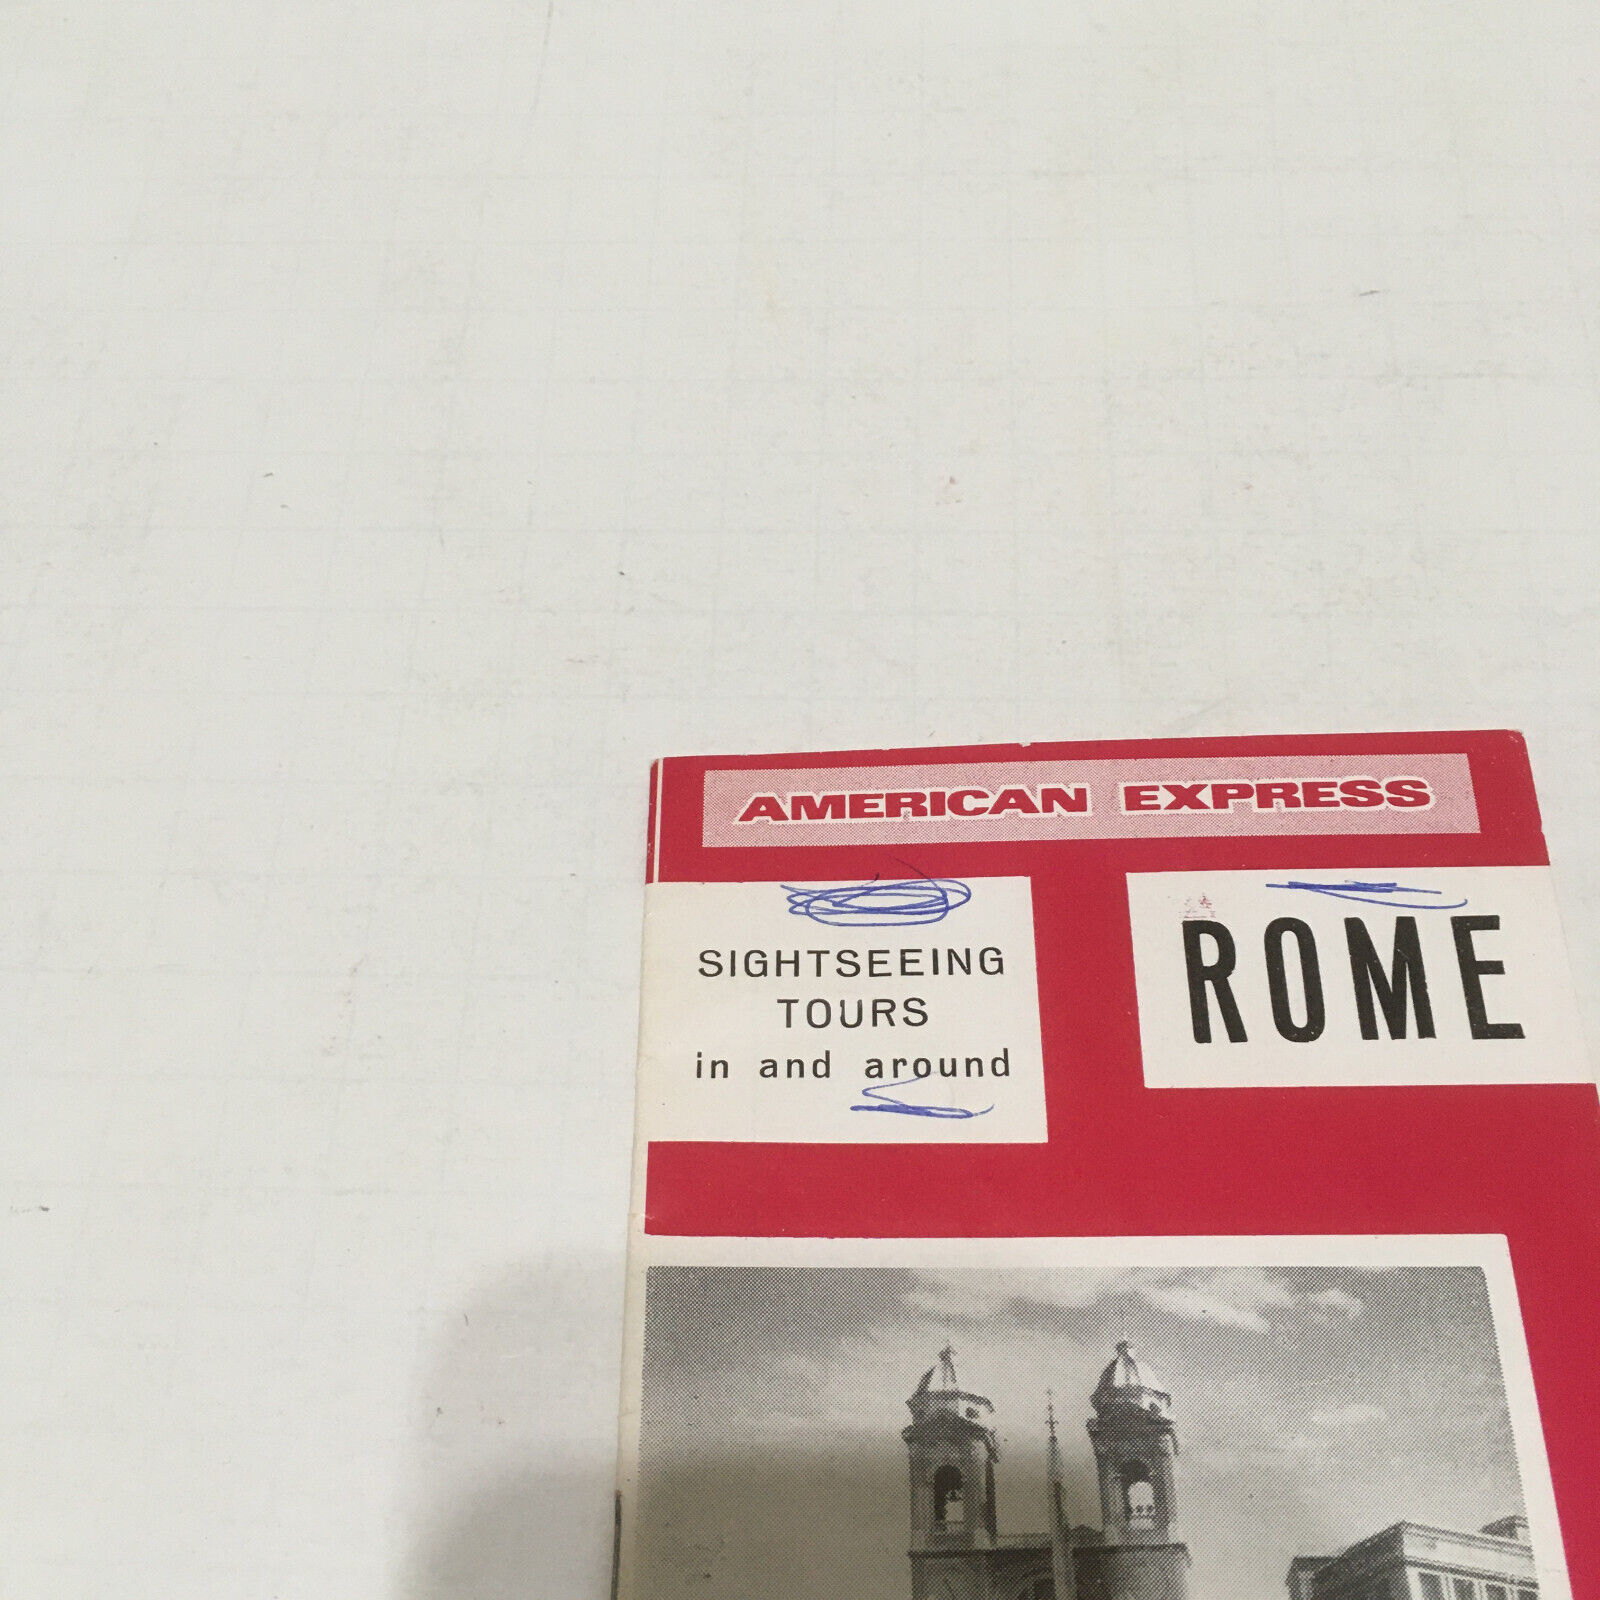 AMERICAN EXPRESS
SIGHTSEEING
TOURS
in and around
ROME